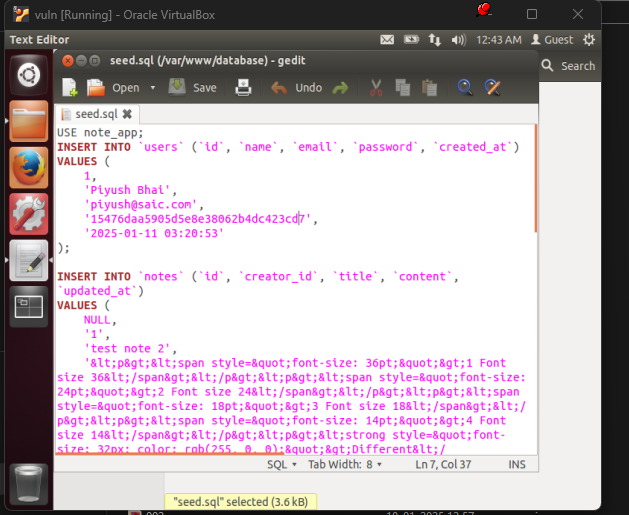 vuln [Running] - Oracle VirtualBox
Text Editor
12:43 AM
Guest
seed.sql (/var/www/database) - gedit
Search
Open
Save
Undo
seed.sql
USE note_app;
INSERT INTO `users` (`id`, `name`, `email`, `password`, `created_at`)
VALUES (
1,
'Piyush Bhai',
'piyush@saic.com',
'15476daa5905d5e8e38062b4dc423cd7',
'2025-01-11 03:20:53'
);
INSERT INTO `notes` (`id`, `creator_id`, `title`, `content`,
`updated_at`)
VALUES (
NULL,
'1',
'test note 2',
'&lt;p&gt;&lt;span style=&quot;font-size: 36pt;&quot;&gt;1 Font
size 36&lt;/span&gt;&lt;/p&gt;&lt;p&gt;&lt;span style=&quot;font-size:
24pt;&quot;&gt;2 Font size 24&lt;/span&gt;&lt;/p&gt;&lt;p&gt;&lt;span
style=&quot;font-size: 18pt;&quot;&gt;3 Font size 18&lt;/span&gt;&lt;/
p&gt;&lt;p&gt;&lt;span style=&quot;font-size: 14pt;&quot;&gt;4 Font
size 14&lt;/span&gt;&lt;/p&gt;&lt;p&gt;&lt;strong style=&quot;font-
size: 32px; color: rgb(255, 0, 0);&quot;&gt;Different&lt;/
SQL
Tab Width: 8
Ln 7, Col 37
INS
"seed.sql" selected (3.6 kB)